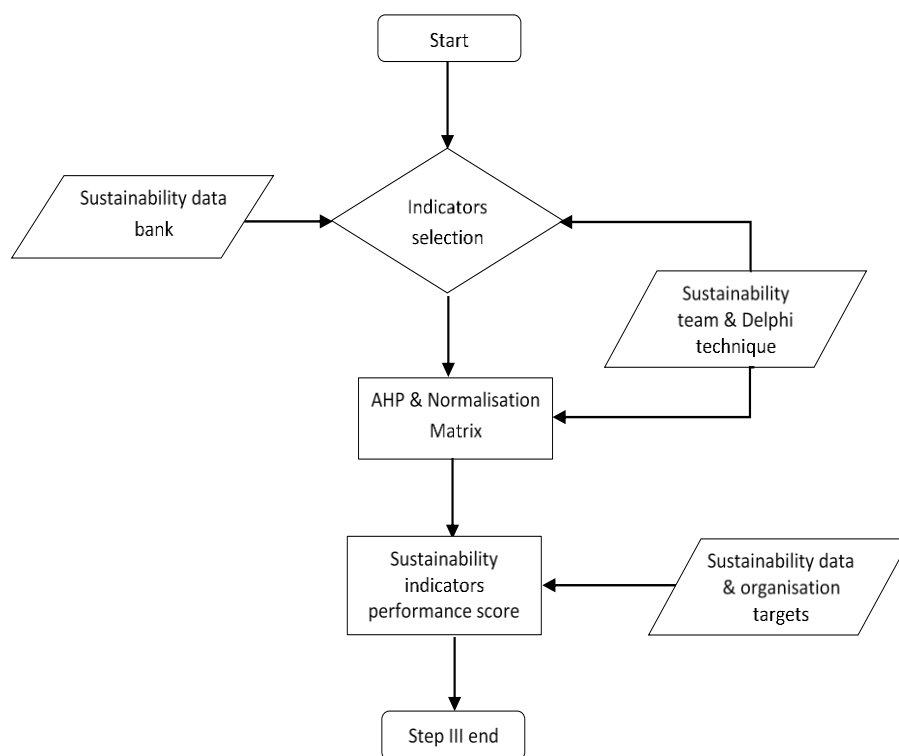 Start
Sustainability data
bank
Indicators
selection
Sustainability
team & Delphi
technique
AHP & Normalisation
Matrix
Sustainability
indicators
performance score
Sustainability data
& organisation
targets
Step III end